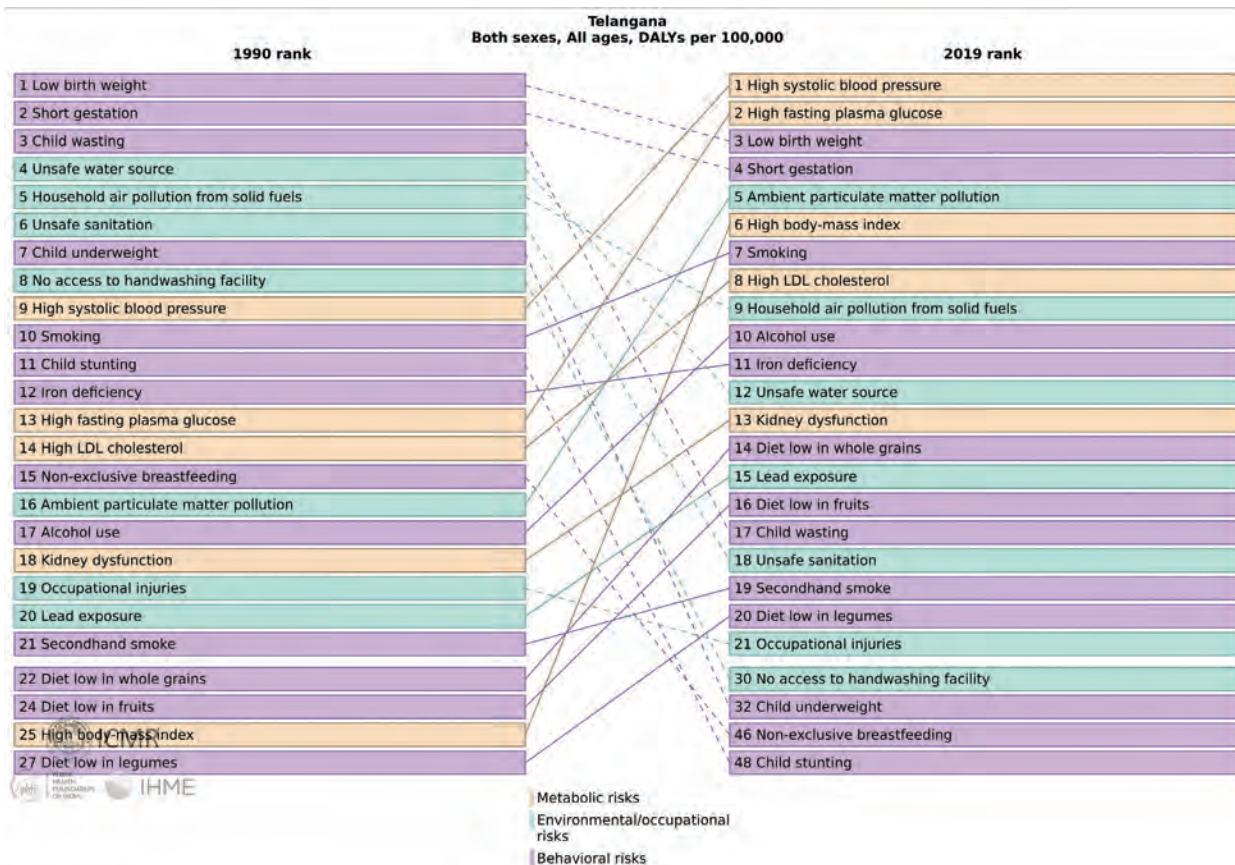 Telangana
Both sexes, All ages, DALYs per 100,000
1990 rank
2019 rank
1 Low birth weight
2 Short gestation
3 Child wasting
4 Unsafe water source
5 Household air pollution from solid fuels
6 Unsafe sanitation
7 Child underweight
8 No access to handwashing facility
9 High systolic blood pressure
10 Smoking
11 Child stunting
12 Iron deficiency
13 High fasting plasma glucose
14 High LDL cholesterol
15 Non-exclusive breastfeeding
16 Ambient particulate matter pollution
17 Alcohol use
18 Kidney dysfunction
19 Occupational injuries
20 Lead exposure
21 Secondhand smoke
22 Diet low in whole grains
24 Diet low in fruits
25 High body-mass index
27 Diet low in legumes
1 High systolic blood pressure
2 High fasting plasma glucose
3 Low birth weight
4 Short gestation
5 Ambient particulate matter pollution
6 High body-mass index
7 Smoking
8 High LDL cholesterol
9 Household air pollution from solid fuels
10 Alcohol use
11 Iron deficiency
12 Unsafe water source
13 Kidney dysfunction
14 Diet low in whole grains
15 Lead exposure
16 Diet low in fruits
17 Child wasting
18 Unsafe sanitation
19 Secondhand smoke
20 Diet low in legumes
21 Occupational injuries
30 No access to handwashing facility
32 Child underweight
46 Non-exclusive breastfeeding
48 Child stunting
ICMR
PUBLIC
HEALTH
FOUNDATION
OF INDIA
IHME
Metabolic risks
Environmental/occupational
risks
Behavioral risks